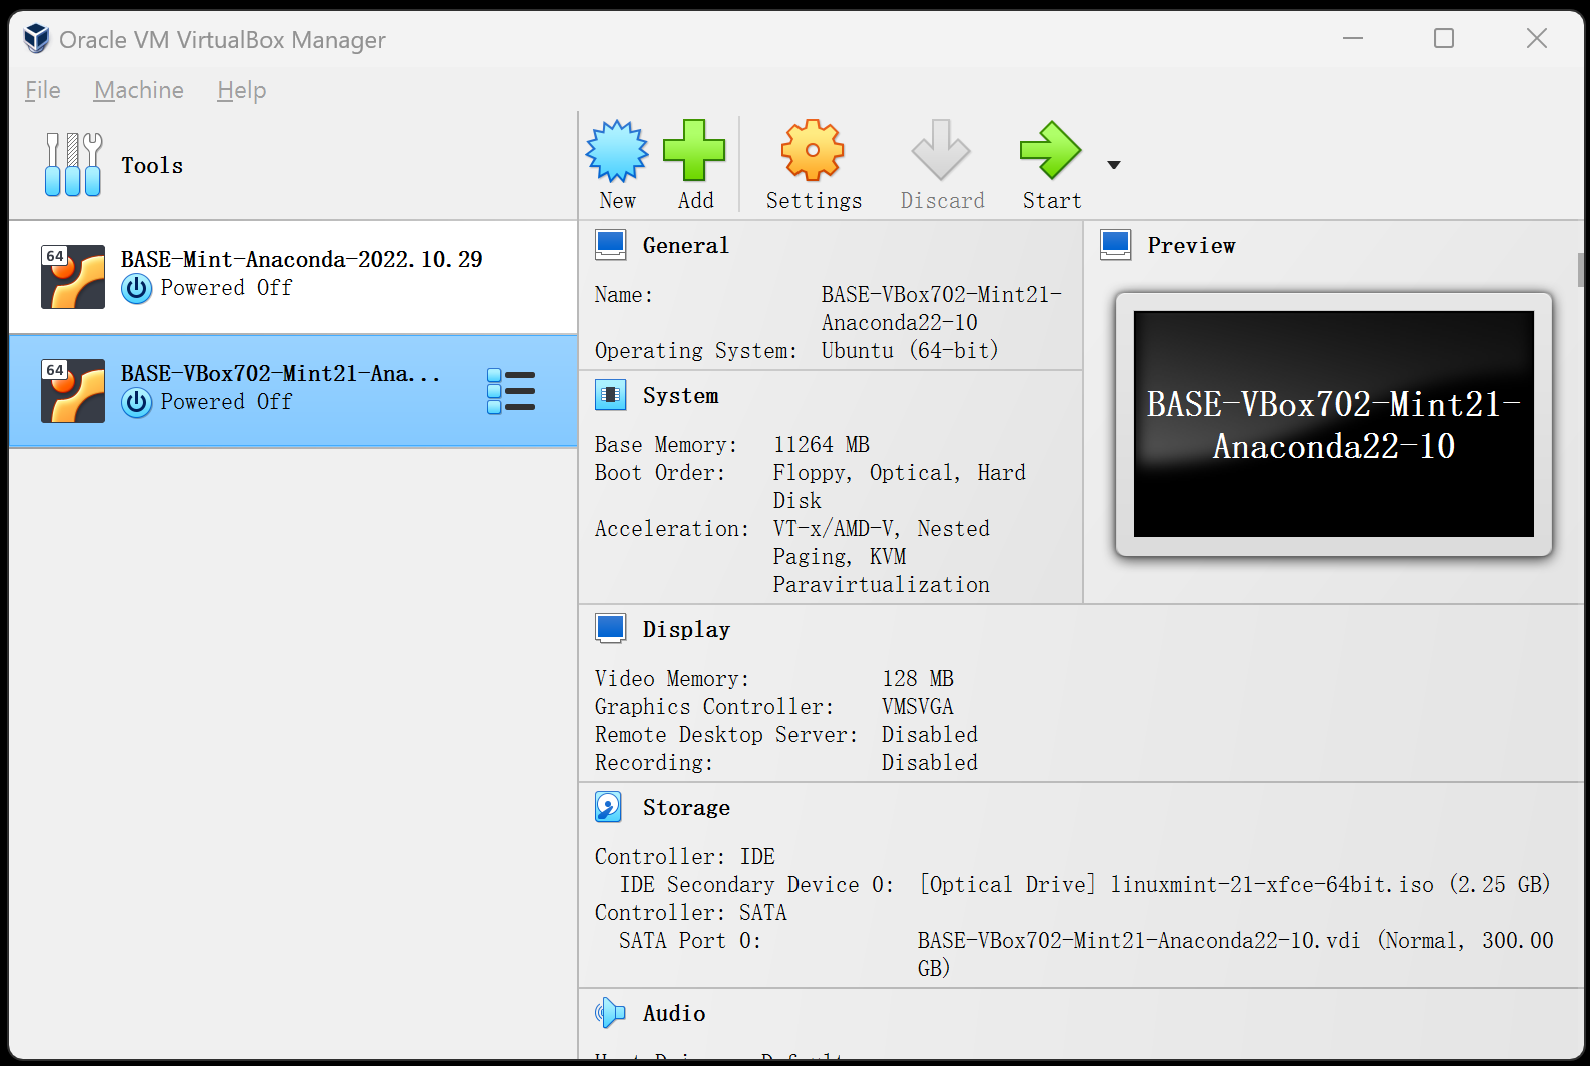 Oracle VM VirtualBox Manager
File Machine Help
Tools
New Add Settings Discard Start
64 BASE-Mint-Anaconda-2022.10.29
Powered Off
64 BASE-VBox702-Mint21-Ana...
Powered Off
General
Name: BASE-VBox702-Mint21-
Anaconda22-10
Operating System: Ubuntu (64-bit)
Preview
BASE-VBox702-Mint21-
Anaconda22-10
System
Base Memory: 11264 MB
Boot Order: Floppy, Optical, Hard
Disk
Acceleration: VT-x/AMD-V, Nested
Paging, KVM
Paravirtualization
Display
Video Memory: 128 MB
Graphics Controller: VMSVGA
Remote Desktop Server: Disabled
Recording: Disabled
Storage
Controller: IDE
IDE Secondary Device 0: [Optical Drive] linuxmint-21-xfce-64bit.iso (2.25 GB)
Controller: SATA
SATA Port 0: BASE-VBox702-Mint21-Anaconda22-10.vdi (Normal, 300.00
GB)
Audio